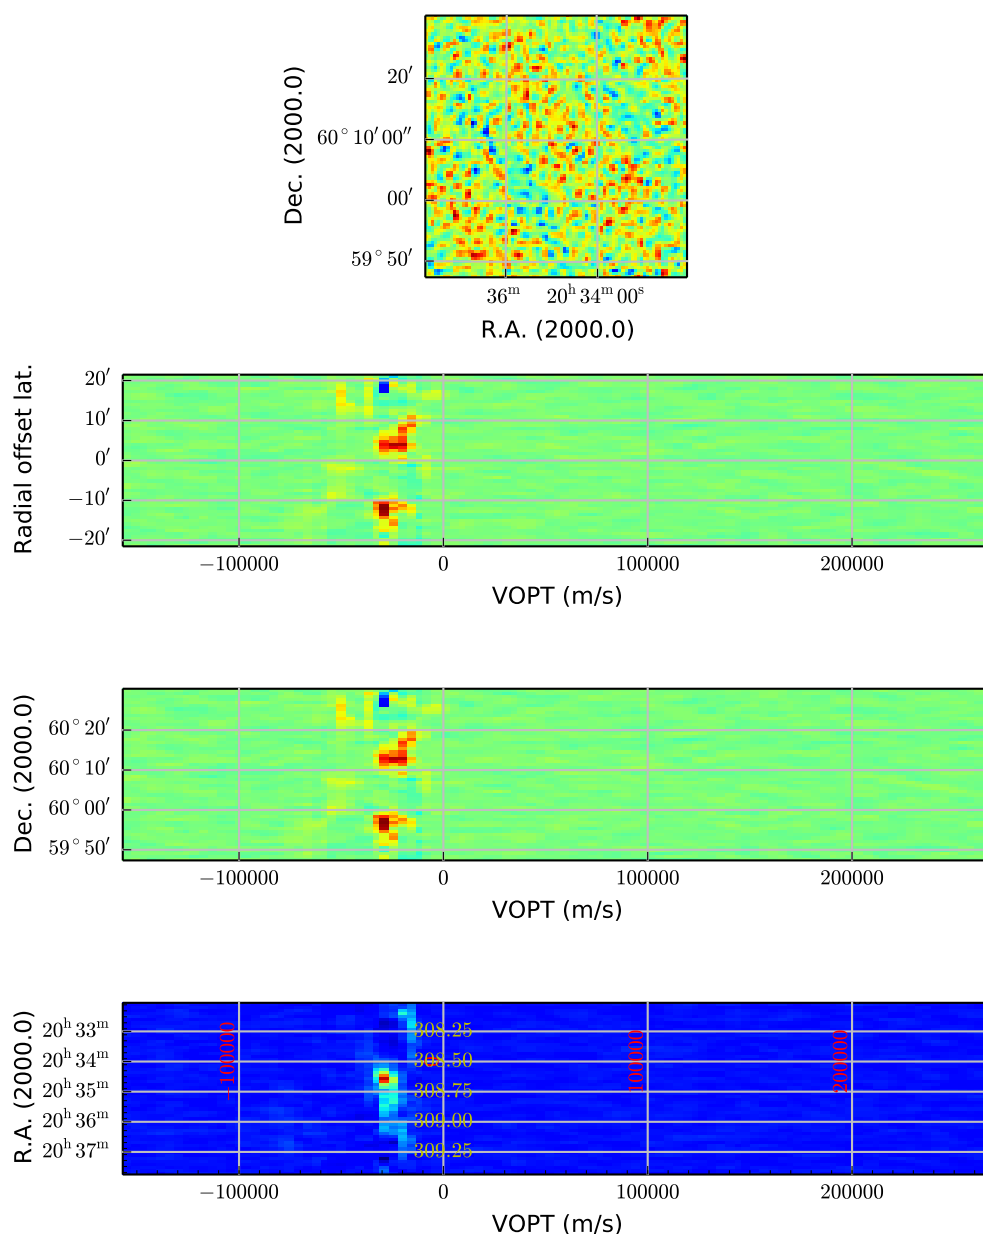 Dec. (2000.0)
20′
60° 10′ 00″
00′
59° 50′
36ᵐ 20ʰ 34ᵐ 00ˢ
R.A. (2000.0)
Radial offset lat.
20′
10′
0′
−10′
−20′
−100000 0 100000 200000
VOPT (m/s)
Dec. (2000.0)
60° 20′
60° 10′
60° 00′
59° 50′
−100000 0 100000 200000
VOPT (m/s)
R.A. (2000.0)
20ʰ 33ᵐ
20ʰ 34ᵐ
20ʰ 35ᵐ
20ʰ 36ᵐ
20ʰ 37ᵐ
−100000
0
100000
200000
308.25
308.50
308.75
309.00
309.25
−100000 0 100000 200000
VOPT (m/s)